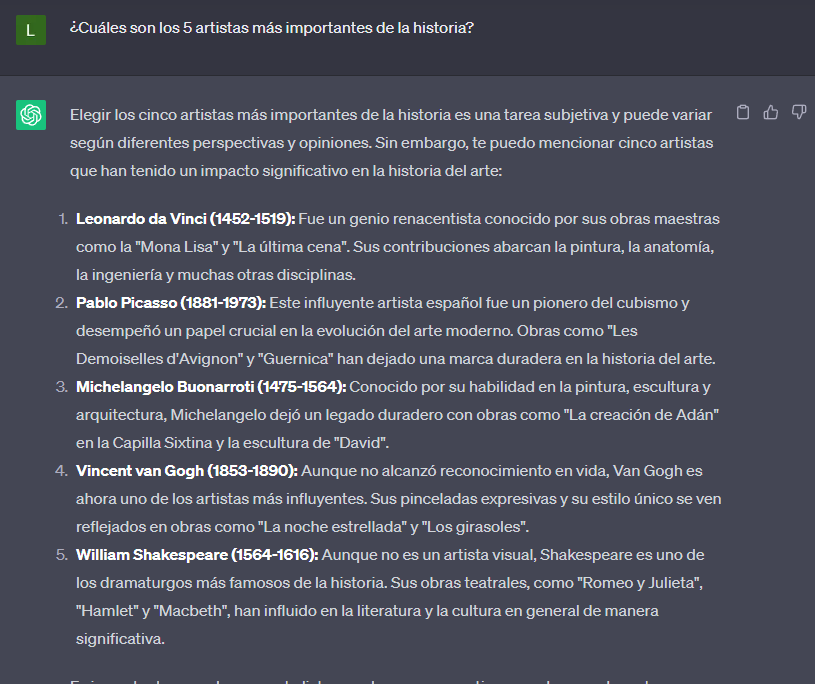 L
¿Cuáles son los 5 artistas más importantes de la historia?
Elegir los cinco artistas más importantes de la historia es una tarea subjetiva y puede variar
según diferentes perspectivas y opiniones. Sin embargo, te puedo mencionar cinco artistas
que han tenido un impacto significativo en la historia del arte:
1. Leonardo da Vinci (1452-1519): Fue un genio renacentista conocido por sus obras maestras
como la "Mona Lisa" y "La última cena". Sus contribuciones abarcan la pintura, la anatomía,
la ingeniería y muchas otras disciplinas.
2. Pablo Picasso (1881-1973): Este influyente artista español fue un pionero del cubismo y
desempeñó un papel crucial en la evolución del arte moderno. Obras como "Les
Demoiselles d'Avignon" y "Guernica" han dejado una marca duradera en la historia del arte.
3. Michelangelo Buonarroti (1475-1564): Conocido por su habilidad en la pintura, escultura y
arquitectura, Michelangelo dejó un legado duradero con obras como "La creación de Adán"
en la Capilla Sixtina y la escultura de "David".
4. Vincent van Gogh (1853-1890): Aunque no alcanzó reconocimiento en vida, Van Gogh es
ahora uno de los artistas más influyentes. Sus pinceladas expresivas y su estilo único se ven
reflejados en obras como "La noche estrellada" y "Los girasoles".
5. William Shakespeare (1564-1616): Aunque no es un artista visual, Shakespeare es uno de
los dramaturgos más famosos de la historia. Sus obras teatrales, como "Romeo y Julieta",
"Hamlet" y "Macbeth", han influido en la literatura y la cultura en general de manera
significativa.